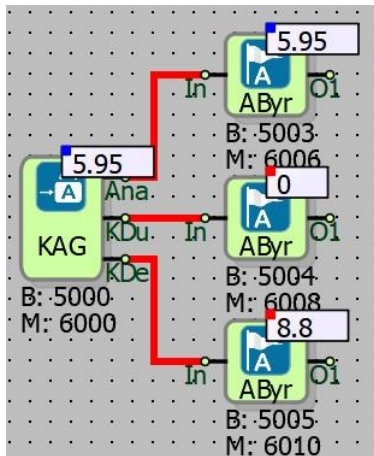 5.95
A
In
O1
AByr
B: 5003
M: 6006
5.95
A
Ana
KAG
KDu
KDe
B: 5000
M: 6000
0
A
In
O1
AByr
B: 5004
M: 6008
8.8
A
In
O1
AByr
B: 5005
M: 6010